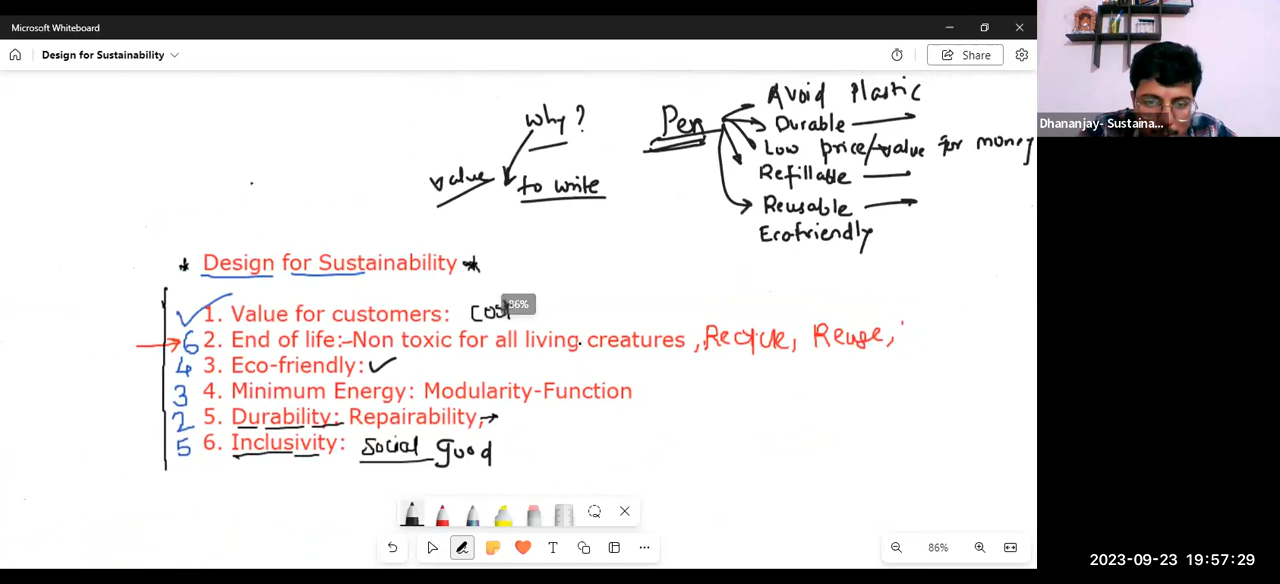 Microsoft Whiteboard
Design for Sustainability
Share
why?
value
to write
Pen
Avoid Plastic
Durable
Low price/value for money
Refillable
Reusable
Ecofriendly
Dhananjay- Sustaina...
* Design for Sustainability *
1. Value for customers: Cost
86%
6 2. End of life:-Non toxic for all living creatures , Recycle, Reuse,
4 3. Eco-friendly:
3 4. Minimum Energy: Modularity-Function
2 5. Durability: Repairability,
5 6. Inclusivity: Social good
86%
2023-09-23 19:57:29